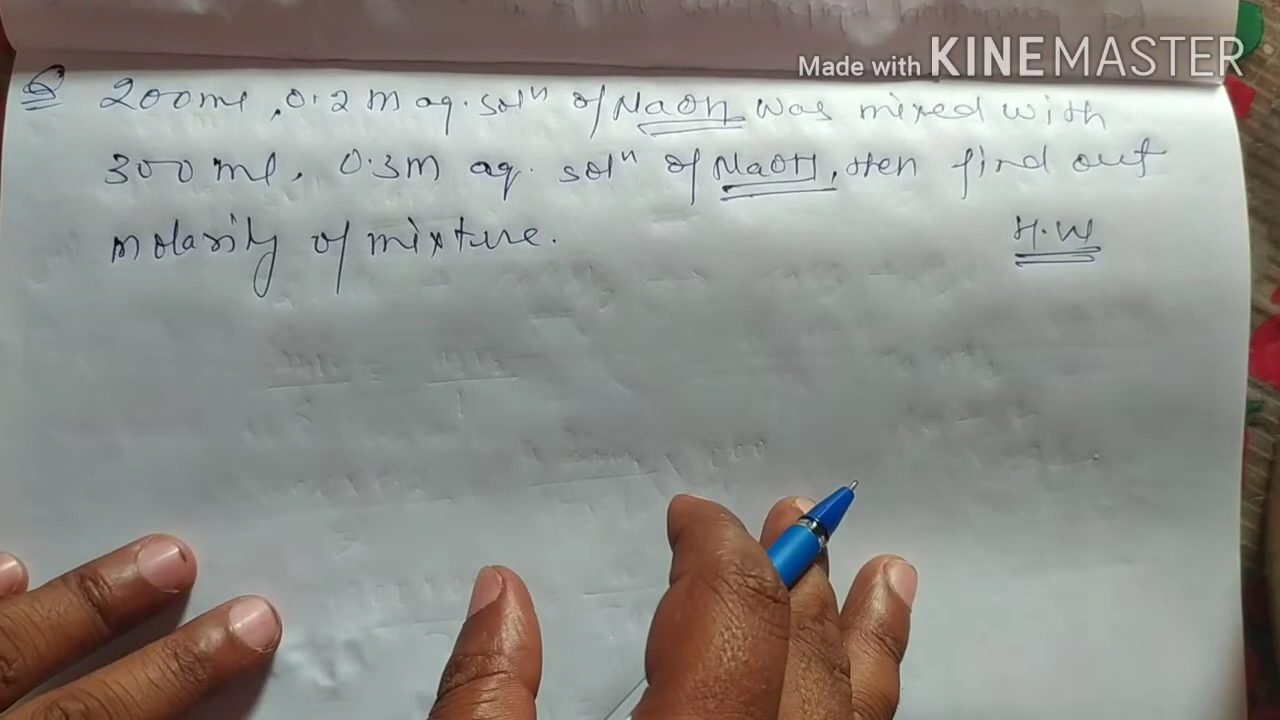 Made with KINEMASTER
Q 200ml, 0.2 M aq. solⁿ of NaOH was mixed with
300 ml, 0.3M aq. solⁿ of NaOH, then find out
molarity of mixture.
H.W